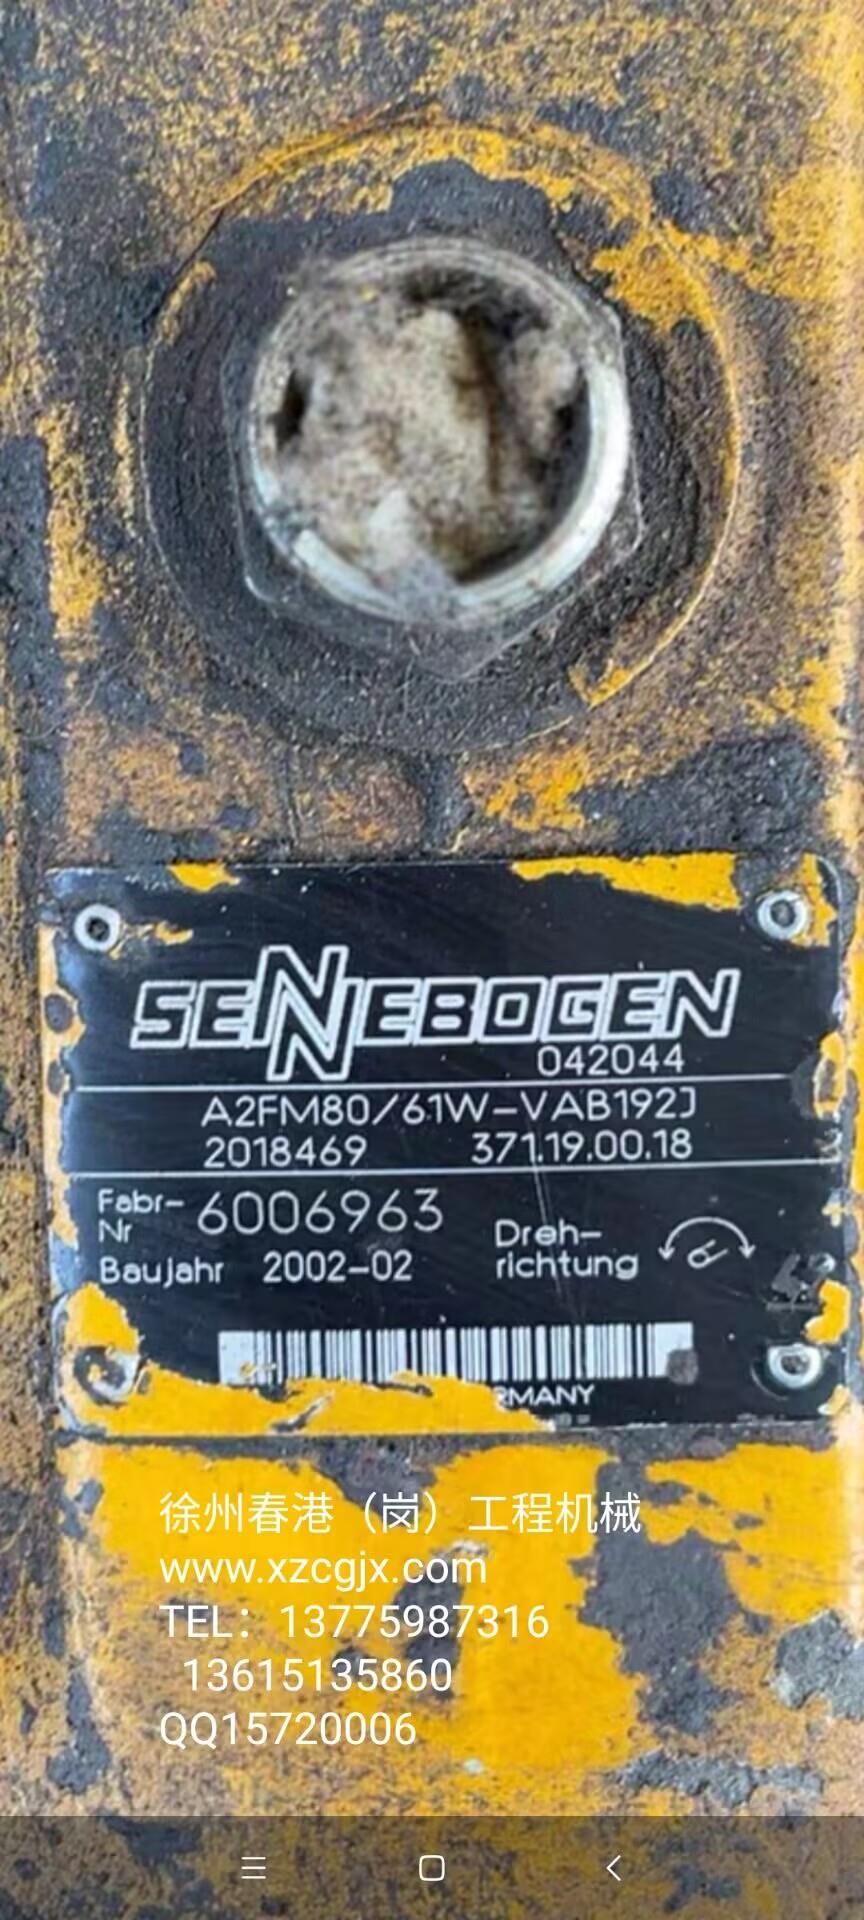 SENNEBOGEN
042044
A2FM80/61W-VAB192J
2018469 371.19.00.18
Fabr-Nr 6006963
Baujahr 2002-02
Dreh-richtung
徐州春港（岗）工程机械
www.xzcgjx.com
TEL：13775987316
13615135860
QQ15720006